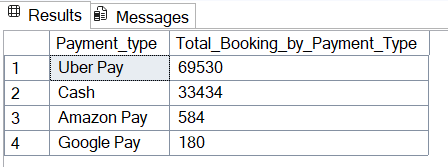 Results Messages
Payment_type Total_Booking_by_Payment_Type
1 Uber Pay 69530
2 Cash 33434
3 Amazon Pay 584
4 Google Pay 180